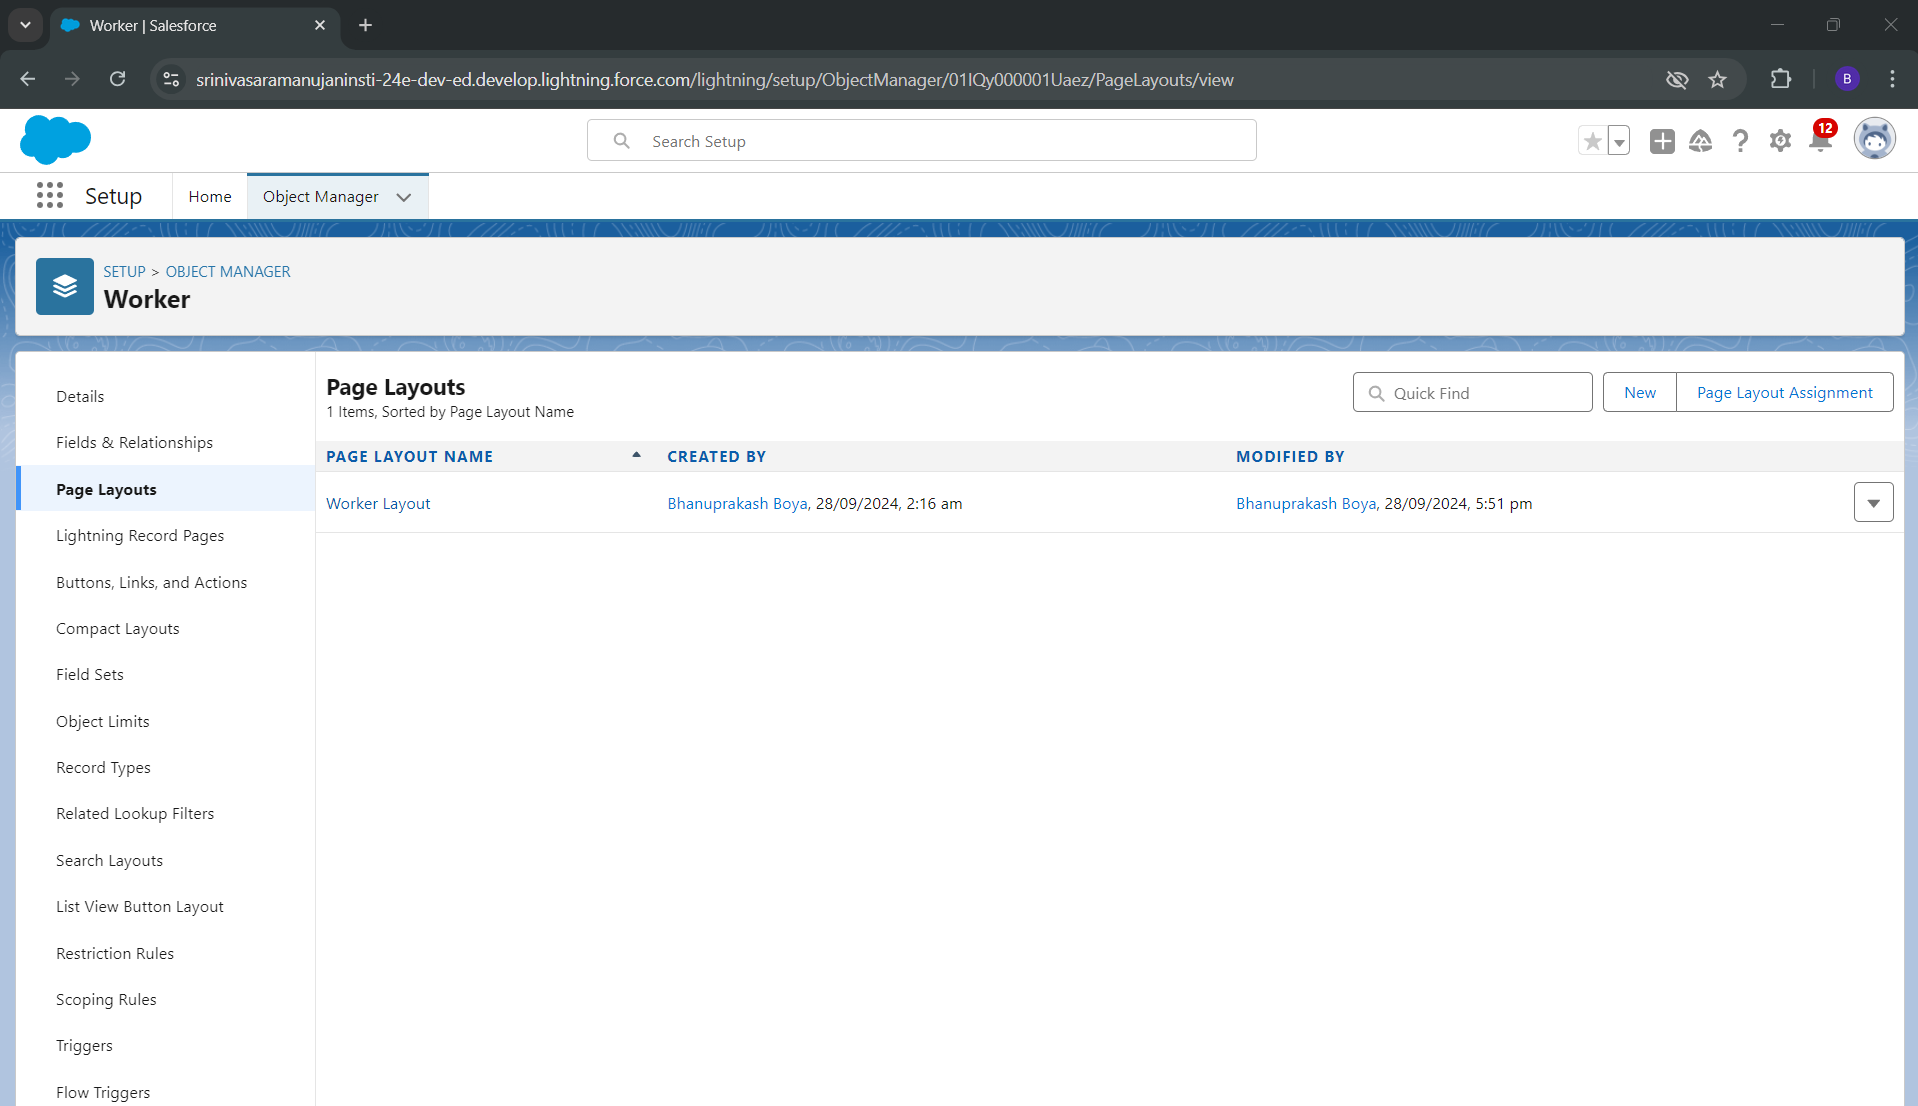 Worker | Salesforce
srinivasaramanujaninsti-24e-dev-ed.develop.lightning.force.com/lightning/setup/ObjectManager/01IQy000001Uaez/PageLayouts/view
B
Search Setup
12
Setup
Home
Object Manager
SETUP > OBJECT MANAGER
Worker
Details
Fields & Relationships
Page Layouts
Lightning Record Pages
Buttons, Links, and Actions
Compact Layouts
Field Sets
Object Limits
Record Types
Related Lookup Filters
Search Layouts
List View Button Layout
Restriction Rules
Scoping Rules
Triggers
Flow Triggers
Page Layouts
1 Items, Sorted by Page Layout Name
Quick Find
New
Page Layout Assignment
PAGE LAYOUT NAME CREATED BY MODIFIED BY
Worker Layout Bhanuprakash Boya, 28/09/2024, 2:16 am Bhanuprakash Boya, 28/09/2024, 5:51 pm